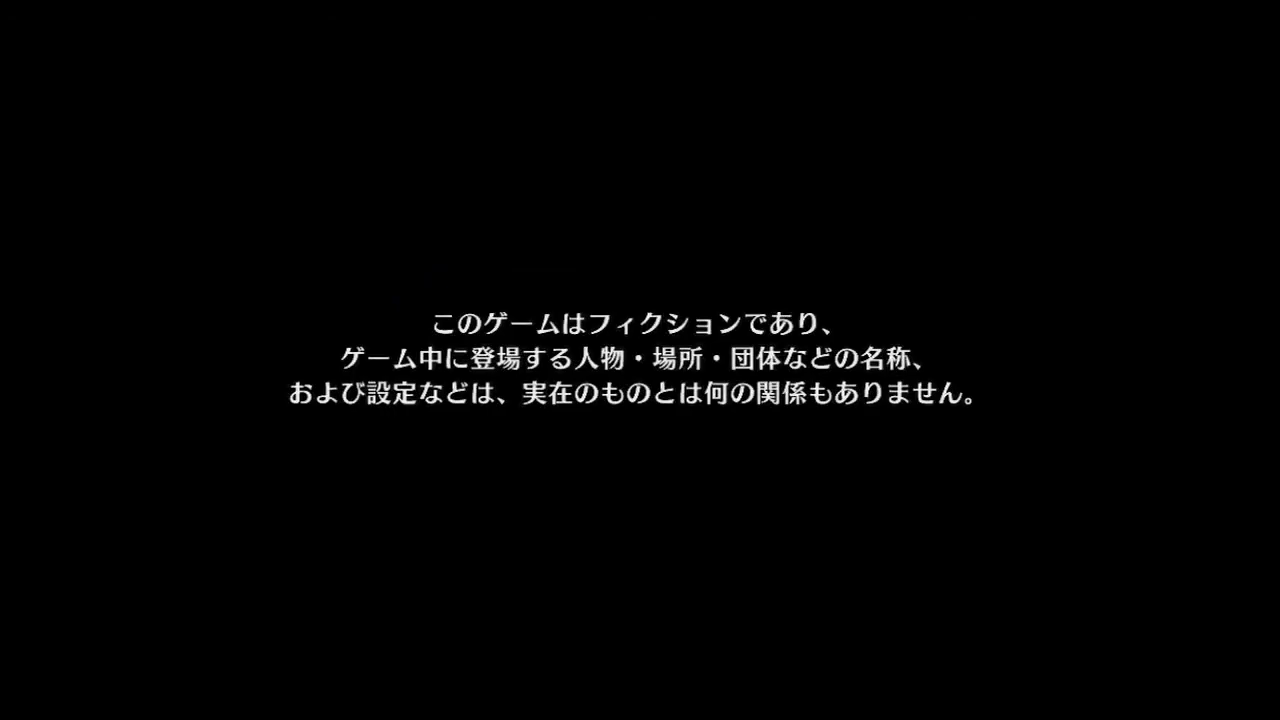 このゲームはフィクションであり、
ゲーム中に登場する人物・場所・団体などの名称、
および設定などは、実在のものとは何の関係もありません。